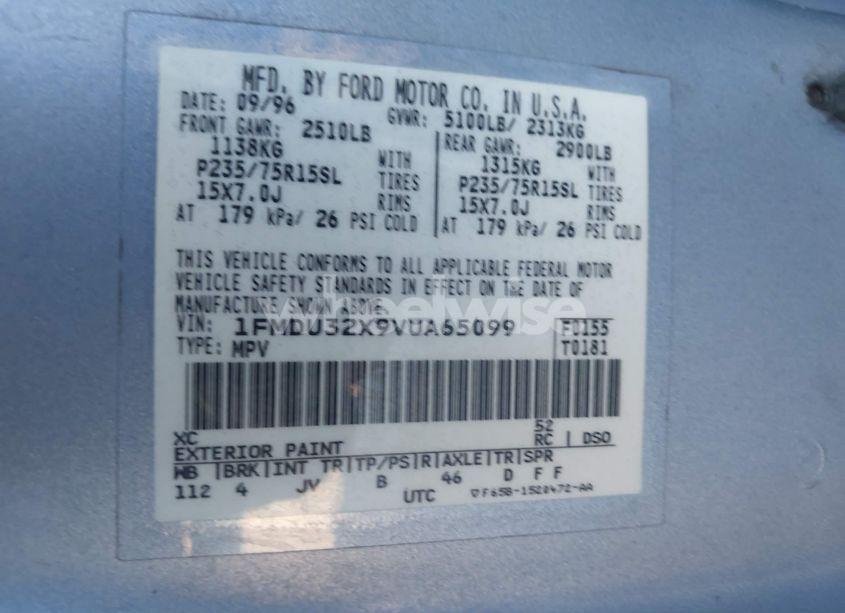 MFD. BY FORD MOTOR CO. IN U.S.A.
DATE: 09/96 GVWR: 5100LB/ 2313KG
FRONT GAWR: 2510LB REAR GAWR: 2900LB
1138KG WITH 1315KG WITH
P235/75R15SL TIRES P235/75R15SL TIRES
15X7.0J RIMS 15X7.0J RIMS
AT 179 kPa/ 26 PSI COLD AT 179 kPa/ 26 PSI COLD
THIS VEHICLE CONFORMS TO ALL APPLICABLE FEDERAL MOTOR
VEHICLE SAFETY STANDARDS IN EFFECT ON THE DATE OF
MANUFACTURE SHOWN ABOVE.
wheelwise
VIN: 1FMDU32X9VUA65099 F0155
TYPE: MPV T0181
XC 52
EXTERIOR PAINT RC | DSO
WB |BRK|INT TR|TP/PS|R|AXLE|TR|SPR
112 4 JV B 46 D F F
UTC F65B-1520472-AA